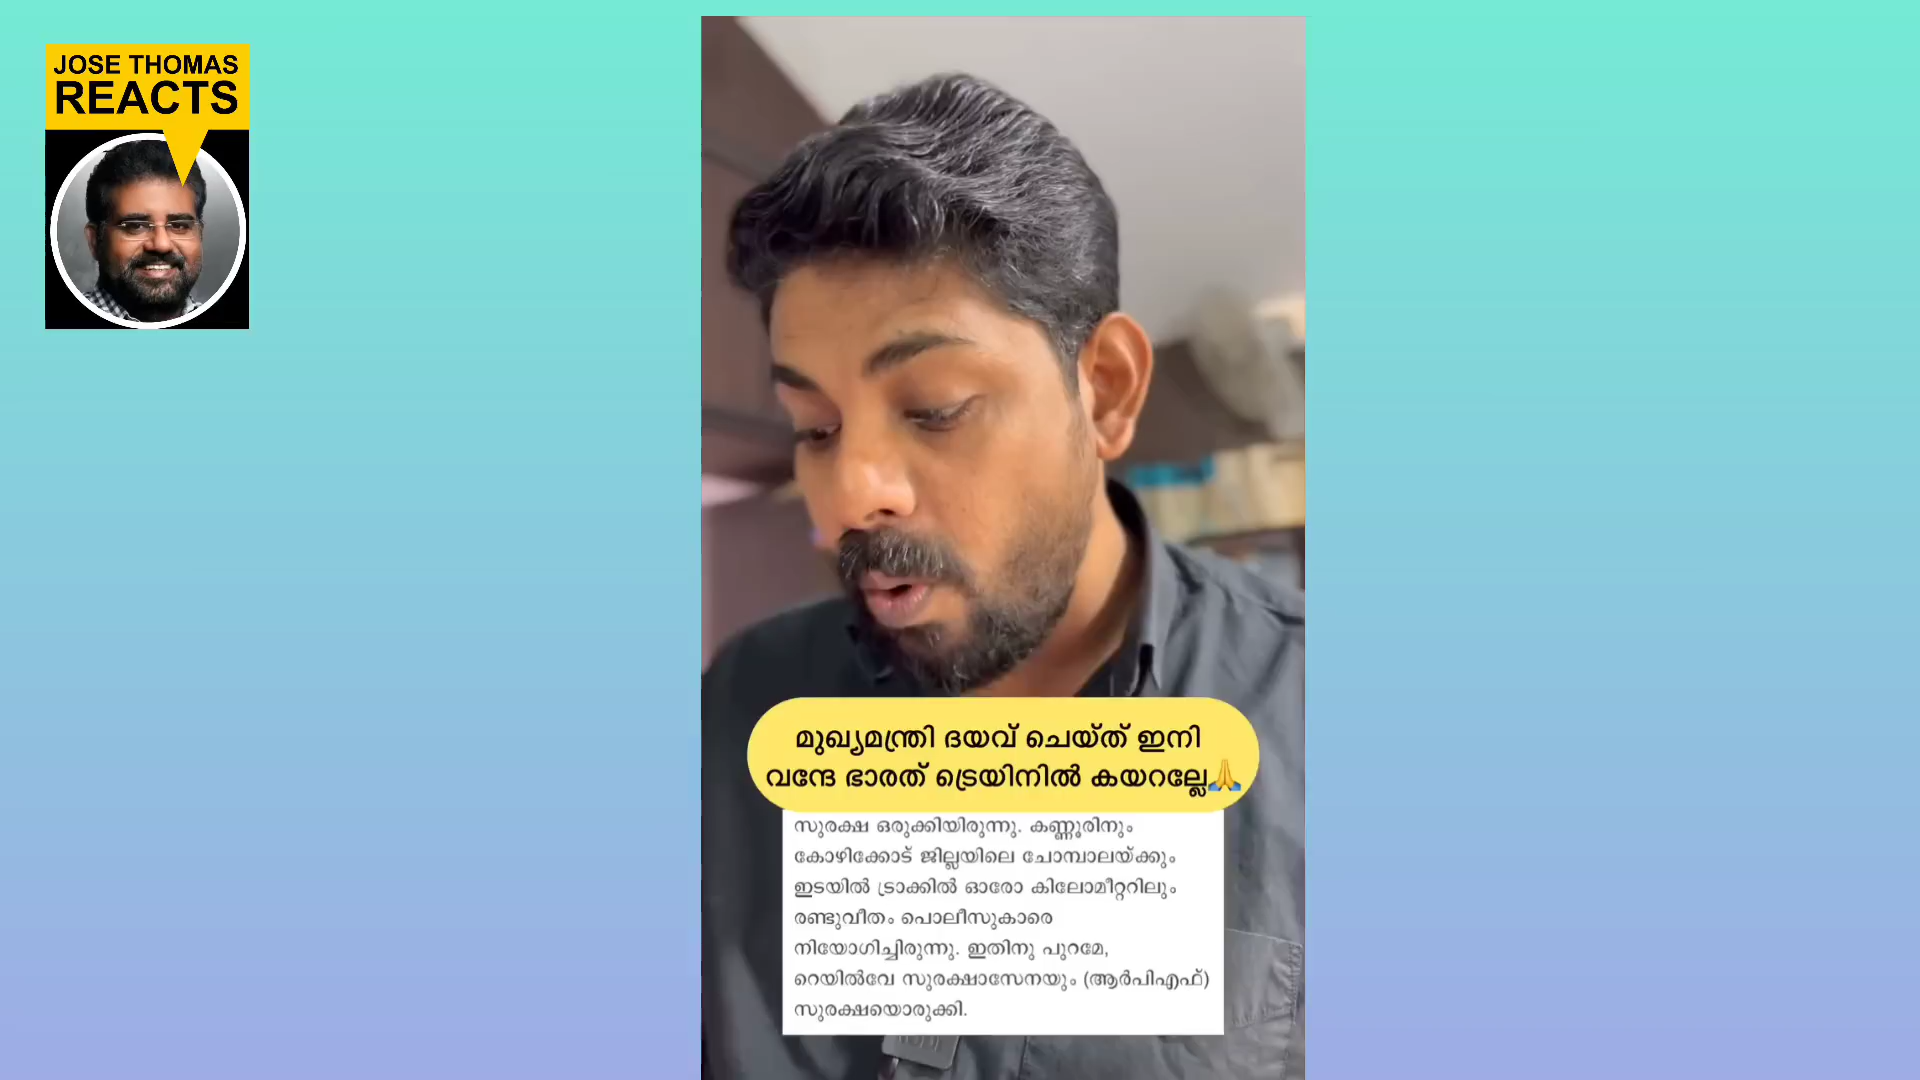 JOSE THOMAS
REACTS
മുഖ്യമന്ത്രി ദയവ് ചെയ്ത് ഇനി
വന്ദേ ഭാരത് ട്രെയിനിൽ കയറല്ലേ🙏
സുരക്ഷ ഒരുക്കിയിരുന്നു. കണ്ണൂരിനും
കോഴിക്കോട് ജില്ലയിലെ ചോമ്പാലയ്ക്കും
ഇടയിൽ ട്രാക്കിൽ ഓരോ കിലോമീറ്ററിലും
രണ്ടുവീതം പൊലീസുകാരെ
നിയോഗിച്ചിരുന്നു. ഇതിനു പുറമേ,
റെയിൽവേ സുരക്ഷാസേനയും (ആർപിഎഫ്)
സുരക്ഷയൊരുക്കി.